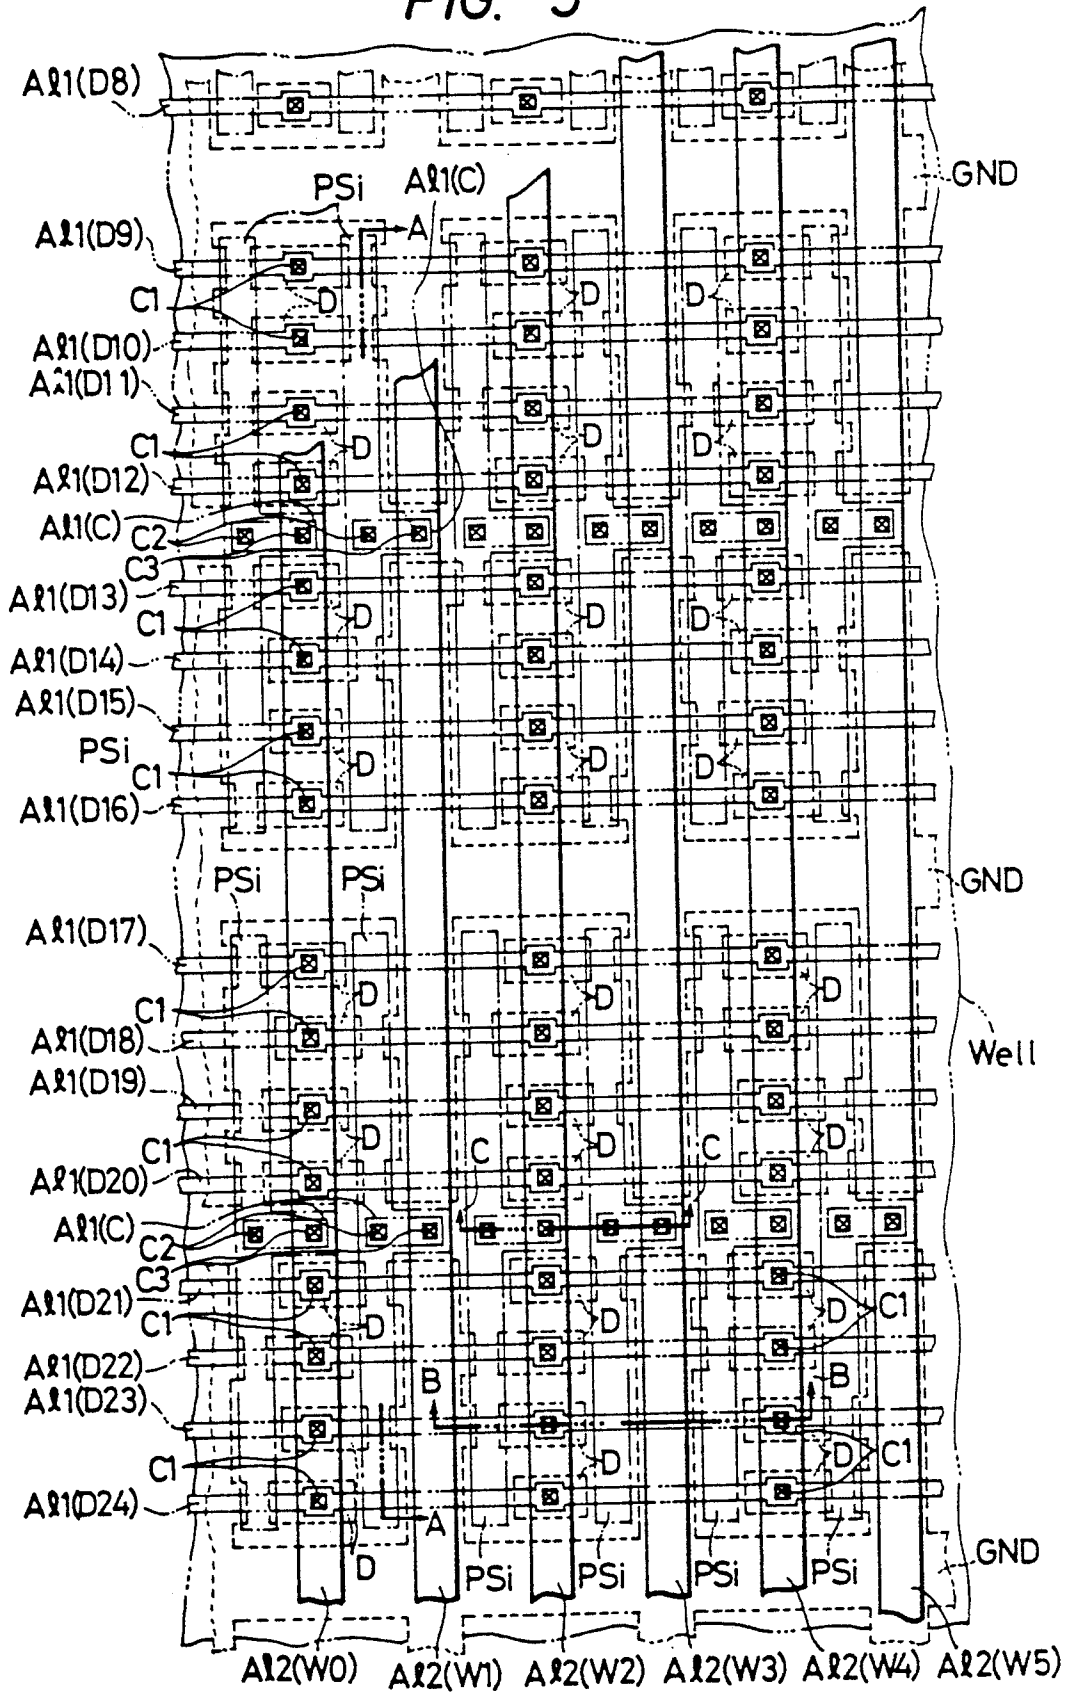 FIG. 5
Aℓ1(D8)
GND
PSi
Aℓ1(C)
A
Aℓ1(D9)
C1
D
D
D
Aℓ1(D10)
Aℓ1(D11)
C1
D
D
D
Aℓ1(D12)
Aℓ1(C)
C2
C3
Aℓ1(D13)
C1
D
D
D
Aℓ1(D14)
Aℓ1(D15)
PSi
C1
D
D
D
Aℓ1(D16)
PSi
PSi
GND
Aℓ1(D17)
C1
D
D
D
Aℓ1(D18)
Well
Aℓ1(D19)
C1
D
D
D
C
C
Aℓ1(D20)
Aℓ1(C)
C2
C3
Aℓ1(D21)
C1
D
D
D
C1
Aℓ1(D22)
B
B
Aℓ1(D23)
C1
D
D
C1
Aℓ1(D24)
A
D
PSi
PSi
PSi
PSi
GND
Aℓ2(W0)
Aℓ2(W1)
Aℓ2(W2)
Aℓ2(W3)
Aℓ2(W4)
Aℓ2(W5)